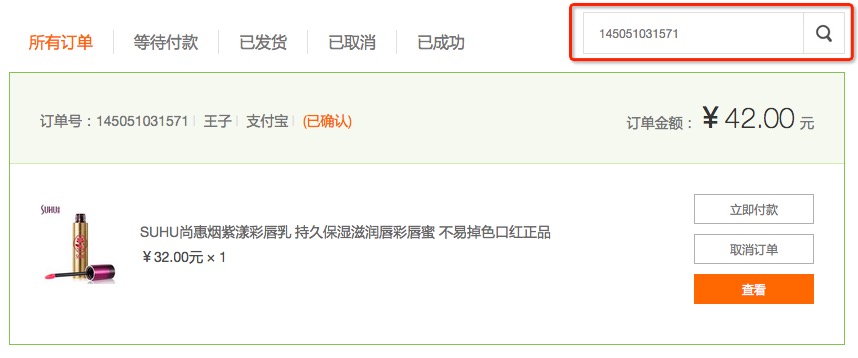 所有订单 等待付款 已发货 已取消 已成功 145051031571
订单号：145051031571 王子 支付宝 (已确认) 订单金额：￥42.00 元
SUHUI
立即付款
SUHU尚惠烟紫漾彩唇乳 持久保湿滋润唇彩唇蜜 不易掉色口红正品
￥32.00元 × 1
取消订单
查看